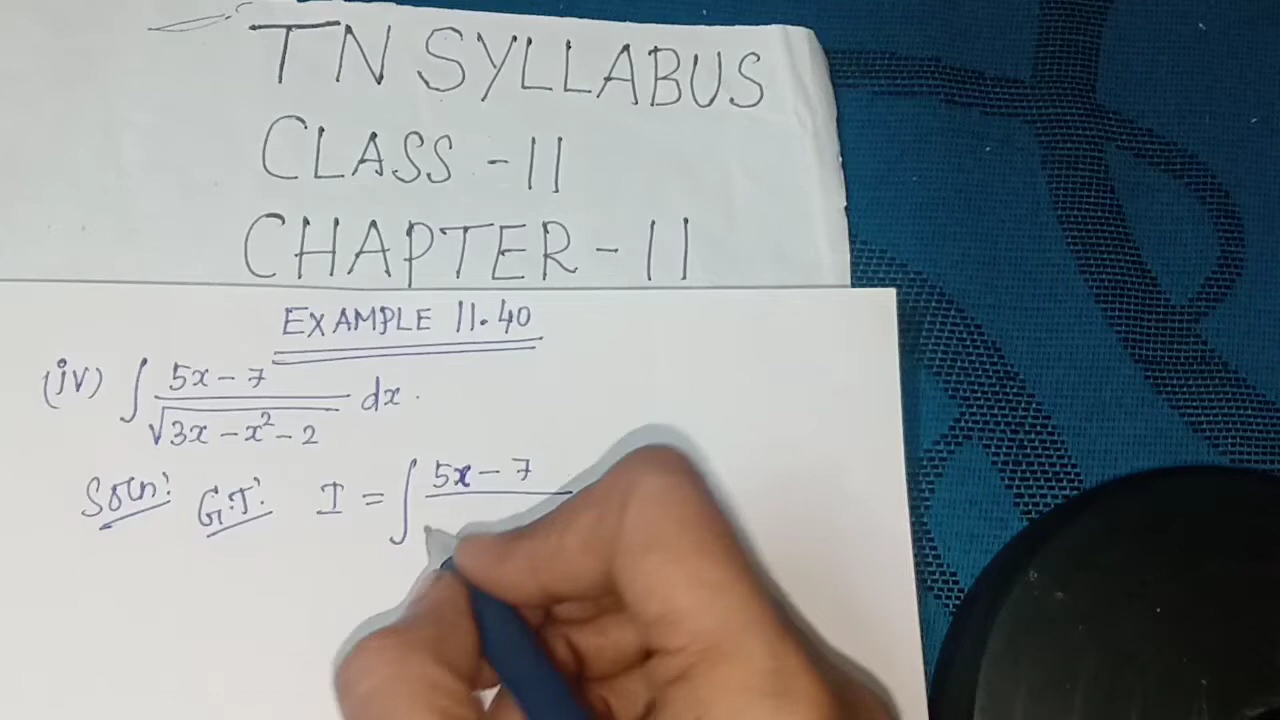 TN SYLLABUS
CLASS - 11
CHAPTER - 11
EXAMPLE 11.40
(iv) ∫ (5x - 7) / √(3x - x² - 2) dx.
Soln: G.T: I = ∫ 5x - 7